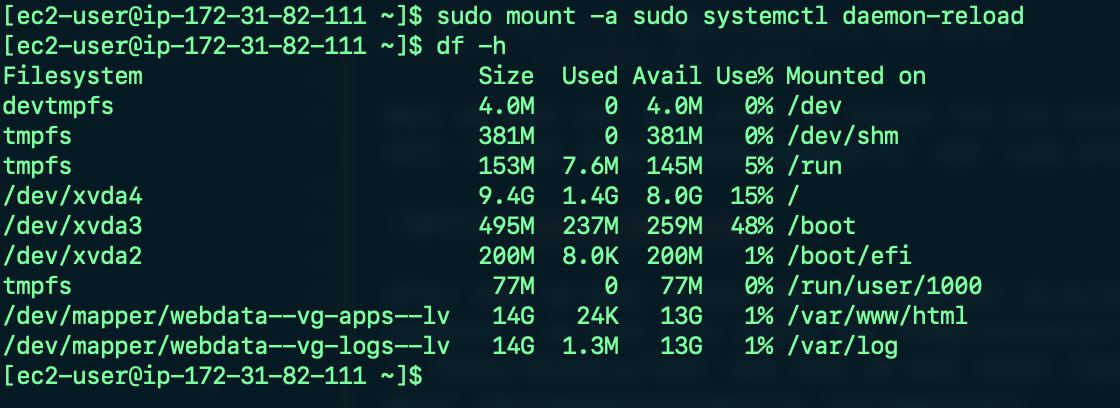 [ec2-user@ip-172-31-82-111 ~]$ sudo mount -a sudo systemctl daemon-reload
[ec2-user@ip-172-31-82-111 ~]$ df -h
Filesystem                         Size  Used Avail Use% Mounted on
devtmpfs                           4.0M     0  4.0M   0% /dev
tmpfs                              381M     0  381M   0% /dev/shm
tmpfs                              153M  7.6M  145M   5% /run
/dev/xvda4                         9.4G  1.4G  8.0G  15% /
/dev/xvda3                         495M  237M  259M  48% /boot
/dev/xvda2                         200M  8.0K  200M   1% /boot/efi
tmpfs                               77M     0   77M   0% /run/user/1000
/dev/mapper/webdata--vg-apps--lv    14G   24K   13G   1% /var/www/html
/dev/mapper/webdata--vg-logs--lv    14G  1.3M   13G   1% /var/log
[ec2-user@ip-172-31-82-111 ~]$